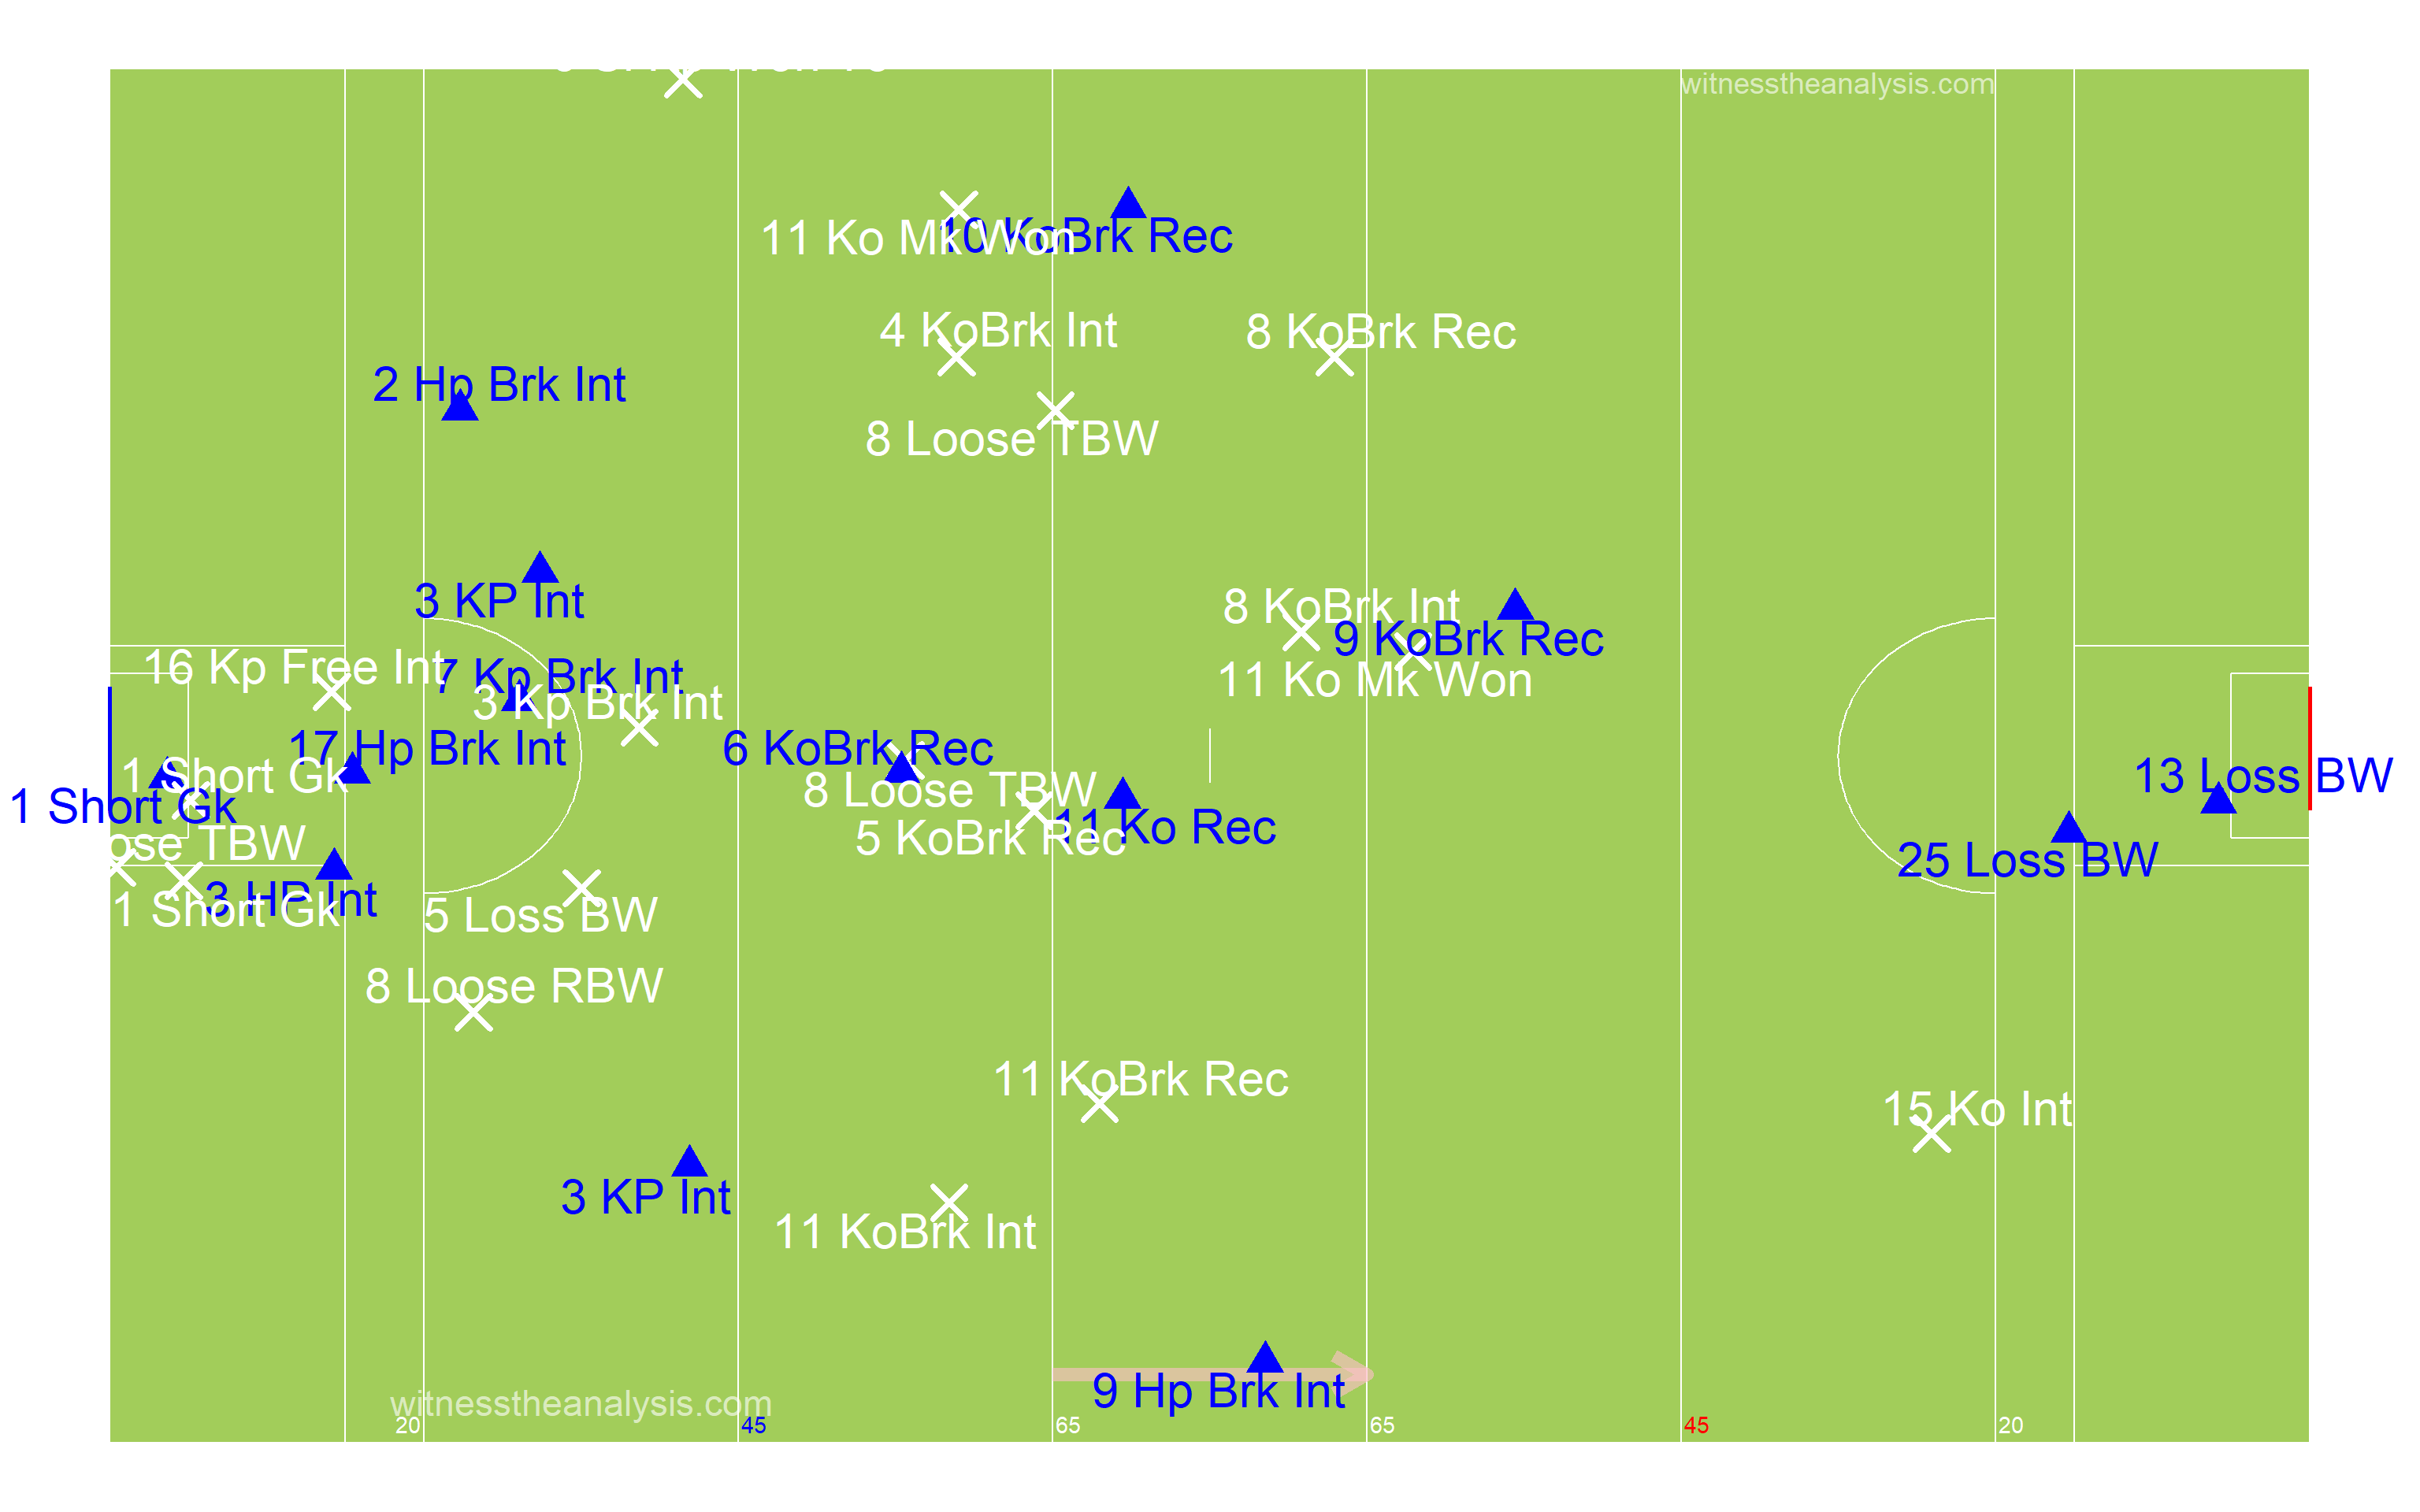 witnesstheanalysis.com
11 Ko Mk Won
10 KoBrk Rec
4 KoBrk Int
8 KoBrk Rec
2 Hp Brk Int
8 Loose TBW
3 KP Int
8 KoBrk Int
9 KoBrk Rec
16 Kp Free Int
7 Kp Brk Int
11 Ko Mk Won
3 Kp Brk Int
17 Hp Brk Int
6 KoBrk Rec
1 Short Gk
13 Loss BW
8 Loose TBW
1 Short Gk
11 Ko Rec
5 KoBrk Rec
TBW
25 Loss BW
3 HP Int
1 Short Gk
5 Loss BW
8 Loose RBW
11 KoBrk Rec
15 Ko Int
3 KP Int
11 KoBrk Int
9 Hp Brk Int
witnesstheanalysis.com
20
45
65
65
45
20